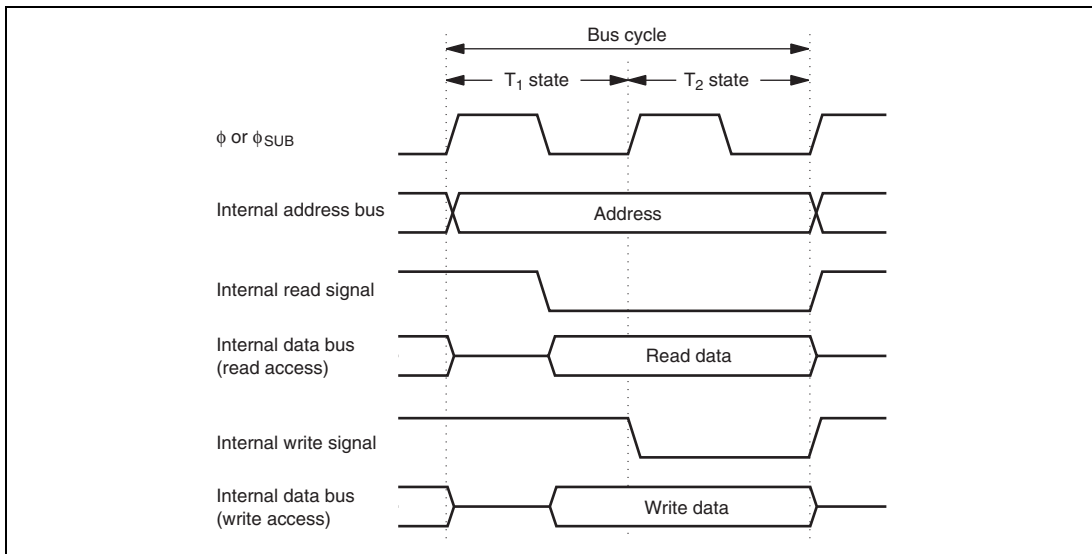 Bus cycle
T₁ state
T₂ state
ϕ or ϕSUB
Internal address bus
Address
Internal read signal
Internal data bus
(read access)
Read data
Internal write signal
Internal data bus
(write access)
Write data